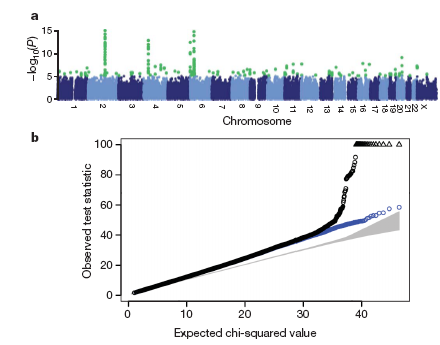 a
15
10
5
0
−log10(P)
1 2 3 4 5 6 7 8 9 10 11 12 13 14 15 16 17 18 19 20 21 22 X
Chromosome
b
100
80
60
40
20
0
Observed test statistic
0 10 20 30 40
Expected chi-squared value